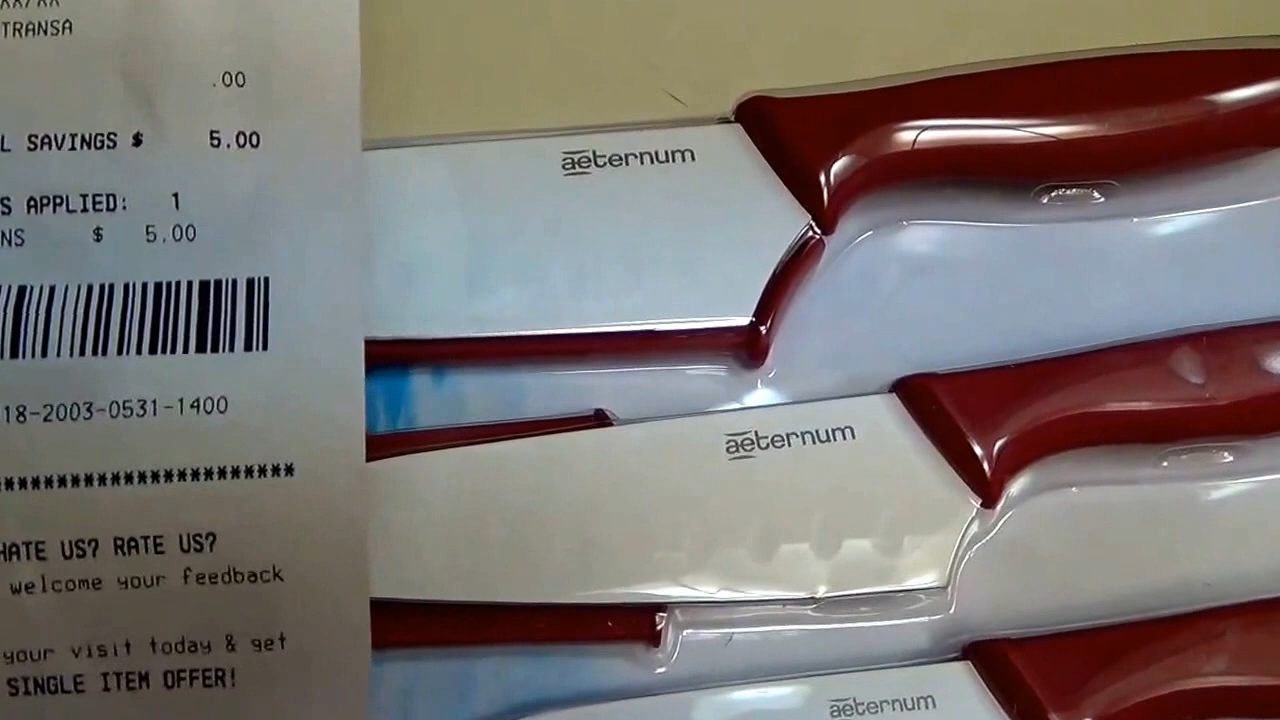 TRANSA
.00
L SAVINGS $ 5.00
S APPLIED: 1
NS $ 5.00
18-2003-0531-1400
*********************
HATE US? RATE US?
welcome your feedback
your visit today & get
SINGLE ITEM OFFER!
aeternum
aeternum
aeternum